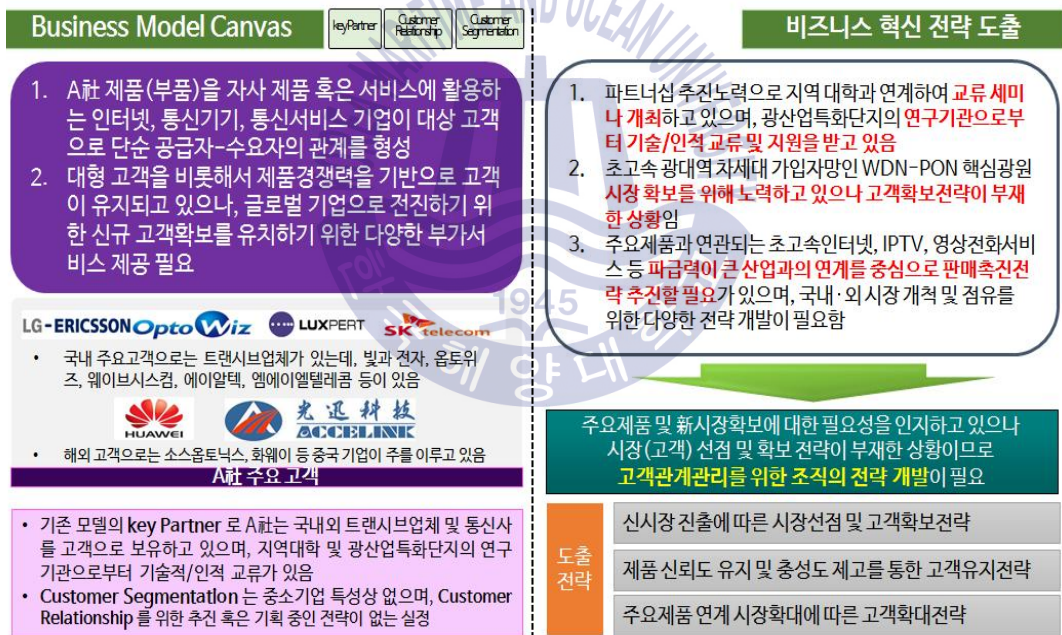 Business Model Canvas
keyPartner
Customer
Relationship
Customer
Segmentation
1. A社 제품(부품)을 자사 제품 혹은 서비스에 활용하
는 인터넷, 통신기기, 통신서비스 기업이 대상 고객
으로 단순 공급자-수요자의 관계를 형성
2. 대형 고객을 비롯해서 제품경쟁력을 기반으로 고객
이 유지되고 있으나, 글로벌 기업으로 전진하기 위
한 신규 고객확보를 유치하기 위한 다양한 부가서
비스 제공 필요
LG-ERICSSON OptoWiz LUXPERT SK telecom
• 국내 주요고객으로는 트랜시브업체가 있는데, 빛과 전자, 옵토위
즈, 웨이브시스컴, 에이알텍, 엠에이엘텔레콤 등이 있음
HUAWEI
光迅科技
ACCELINK
• 해외 고객으로는 소스옵토닉스, 화웨이 등 중국 기업이 주를 이루고 있음
A社 주요 고객
• 기존 모델의 key Partner 로 A社는 국내외 트랜시브업체 및 통신사
를 고객으로 보유하고 있으며, 지역대학 및 광산업특화단지의 연구
기관으로부터 기술적/인적 교류가 있음
• Customer Segmentation 는 중소기업 특성상 없으며, Customer
Relationship 를 위한 추진 혹은 기획 중인 전략이 없는 실정
비즈니스 혁신 전략 도출
1. 파트너십 추진노력으로 지역 대학과 연계하여 교류 세미
나 개최하고 있으며, 광산업특화단지의 연구기관으로부
터 기술/인적 교류 및 지원을 받고 있음
2. 초고속 광대역 차세대 가입자망인 WDN-PON 핵심광원
시장 확보를 위해 노력하고 있으나 고객확보전략이 부재
한 상황임
3. 주요제품과 연관되는 초고속인터넷, IPTV, 영상전화서비
스 등 파급력이 큰 산업과의 연계를 중심으로 판매촉진전
략 추진할 필요가 있으며, 국내·외 시장 개척 및 점유를
위한 다양한 전략 개발이 필요함
주요제품 및 新시장확보에 대한 필요성을 인지하고 있으나
시장(고객) 선점 및 확보 전략이 부재한 상황이므로
고객관계관리를 위한 조직의 전략 개발이 필요
도출
전략
신시장 진출에 따른 시장선점 및 고객확보전략
제품 신뢰도 유지 및 충성도 제고를 통한 고객유지전략
주요제품 연계 시장확대에 따른 고객확대전략
1945